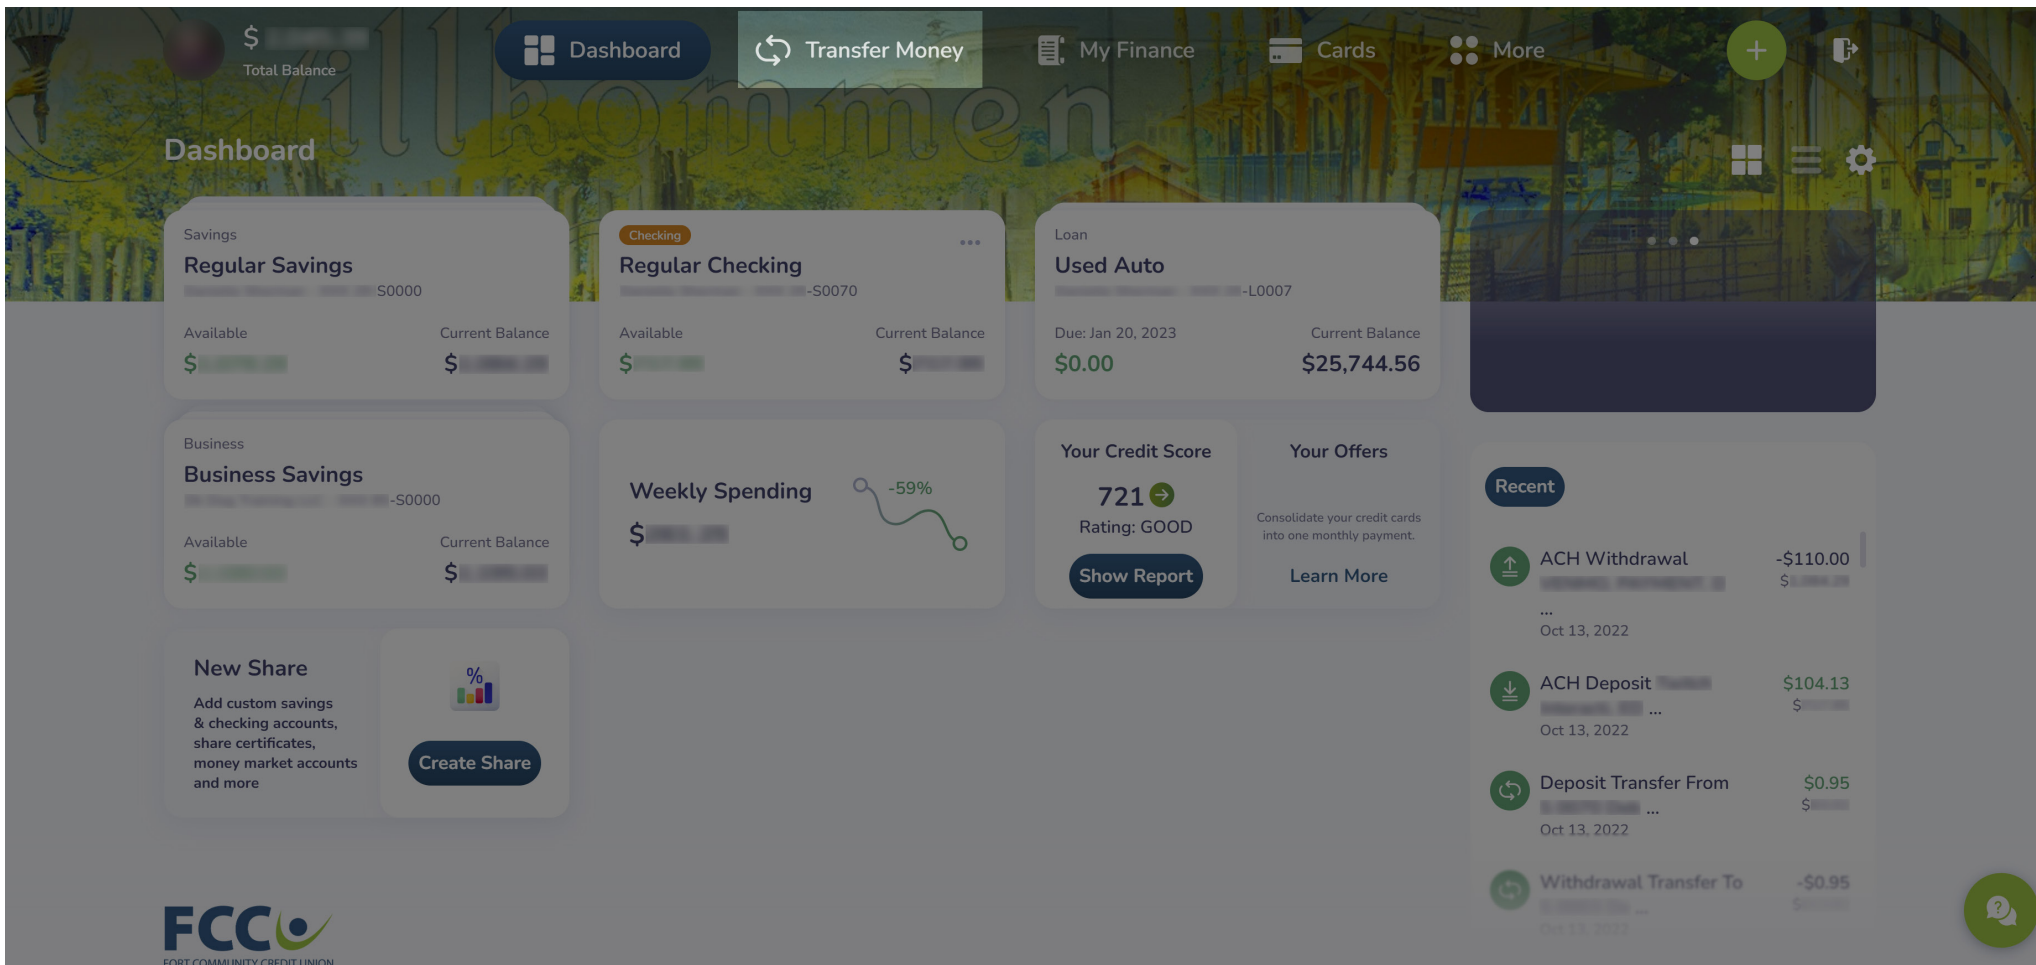 $
Total Balance
Dashboard
Transfer Money
My Finance
Cards
More
Willkommen
Dashboard
Savings
Regular Savings
S0000
Available
Current Balance
$
$
Checking
Regular Checking
-S0070
Available
Current Balance
$
$
Loan
Used Auto
-L0007
Due: Jan 20, 2023
Current Balance
$0.00
$25,744.56
Business
Business Savings
-S0000
Available
Current Balance
$
$
Weekly Spending
-59%
$
Your Credit Score
721
Rating: GOOD
Show Report
Your Offers
Consolidate your credit cards
into one monthly payment.
Learn More
New Share
Add custom savings
& checking accounts,
share certificates,
money market accounts
and more
%
Create Share
Recent
ACH Withdrawal
-$110.00
$
...
Oct 13, 2022
ACH Deposit
$104.13
$
...
Oct 13, 2022
Deposit Transfer From
$0.95
$
...
Oct 13, 2022
Withdrawal Transfer To
-$0.95
$
...
Oct 13, 2022
FCC
FORT COMMUNITY CREDIT UNION